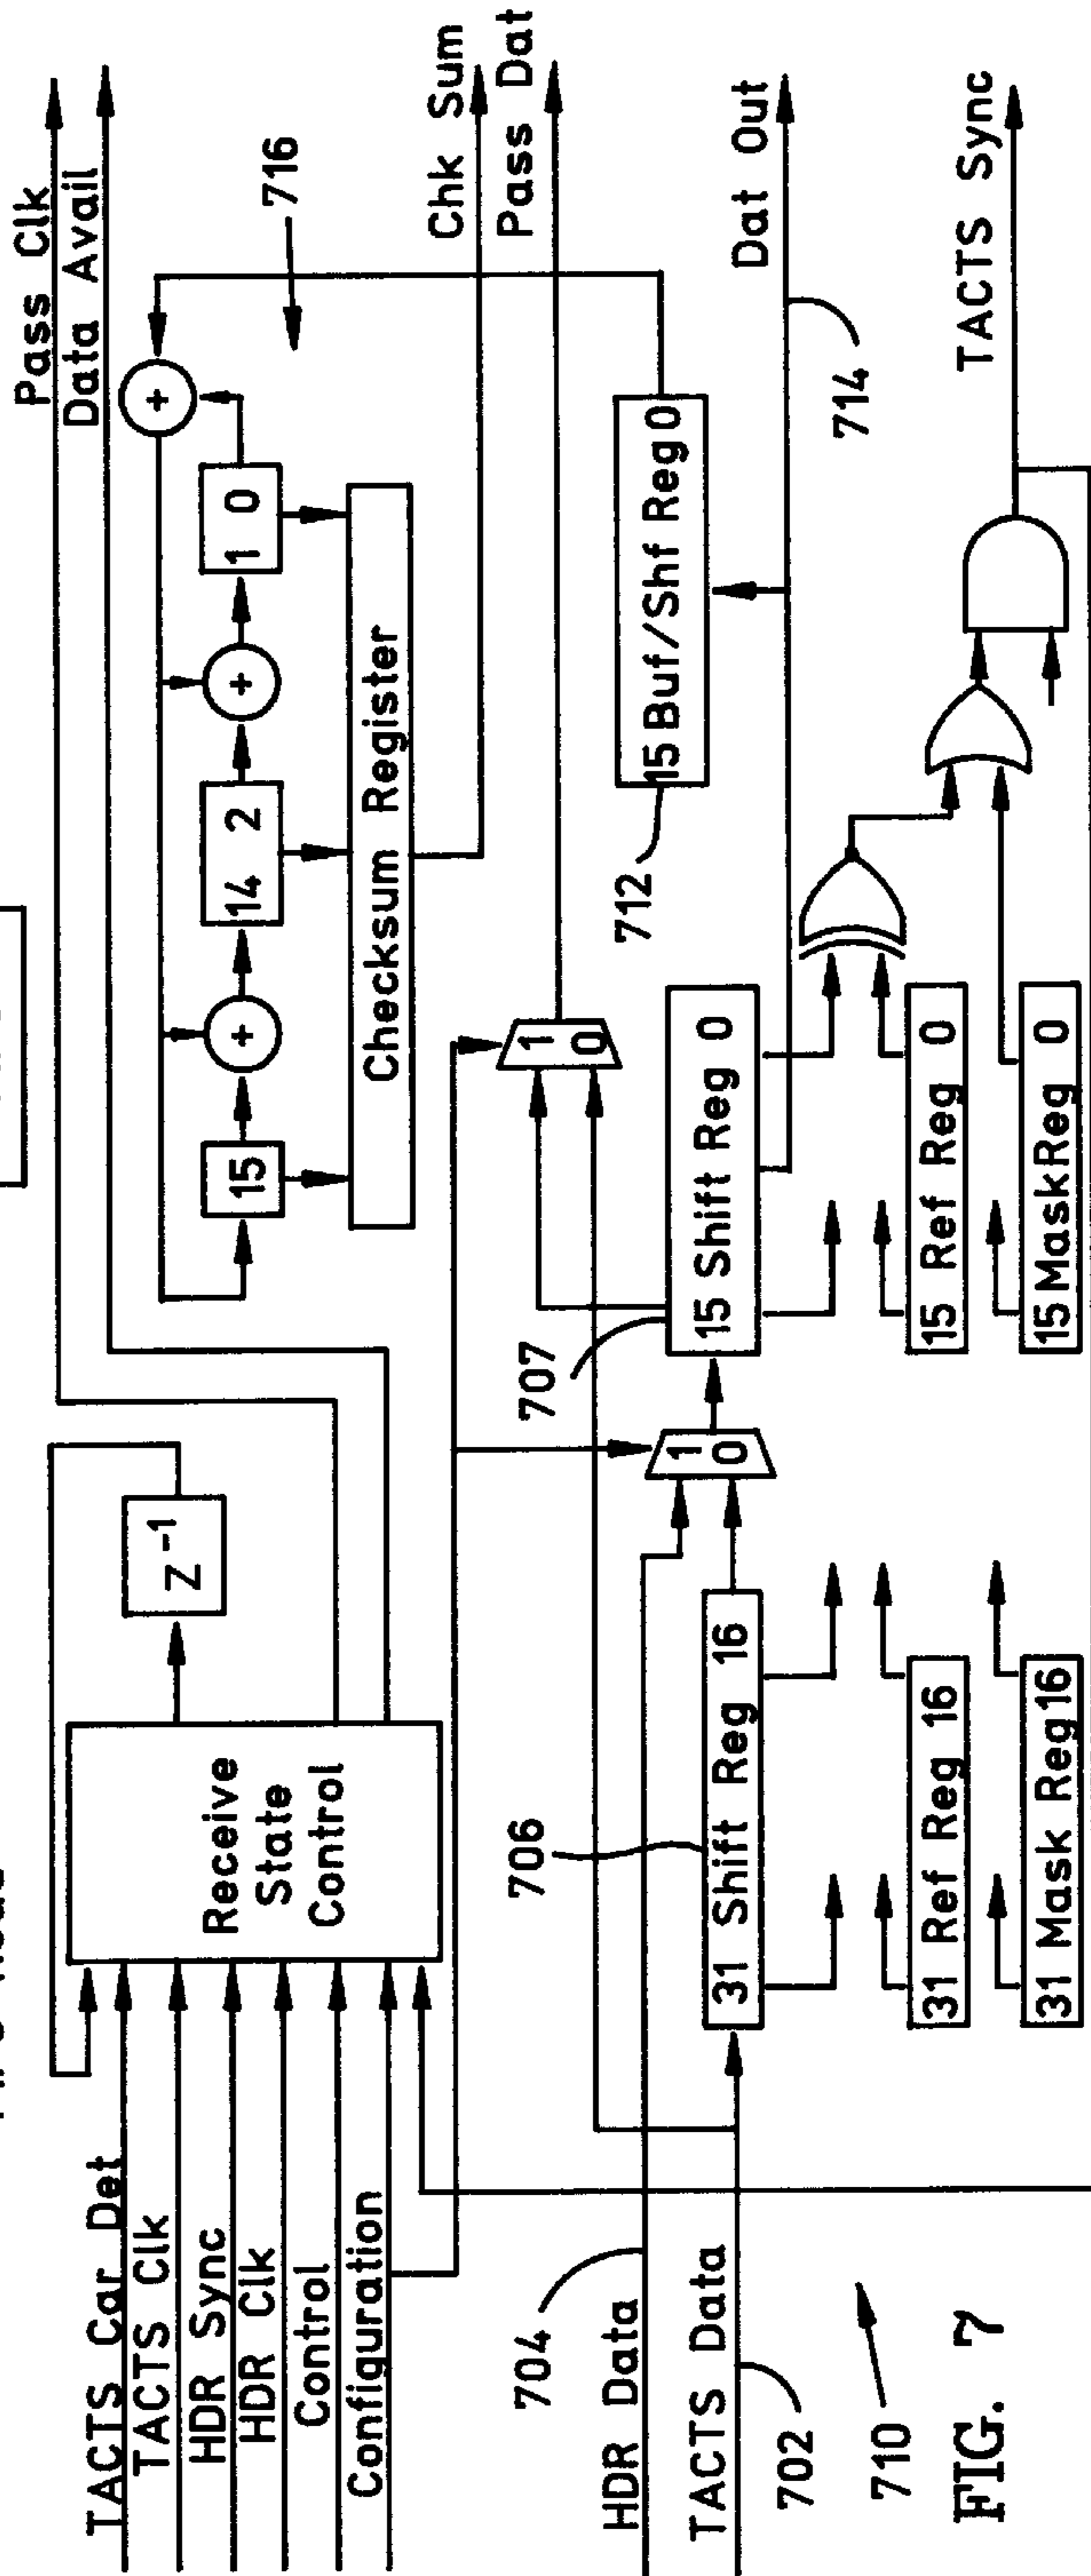 Pass Clk
Data Avail
TACTS Car Det
TACTS Clk
HDR Sync
HDR Clk
Control
Configuration
Receive
State
Control
Z⁻¹
+
15
+
14 2
+
1 0
716
Checksum Register
Chk Sum
Pass Dat
1
0
704
HDR Data
TACTS Data
702
710
706
31 Shift Reg 16
31 Ref Reg 16
31 Mask Reg 16
1
0
707
15 Shift Reg 0
15 Ref Reg 0
15 Mask Reg 0
712
15 Buf/Shf Reg 0
Dat Out
714
TACTS Sync
FIG. 7